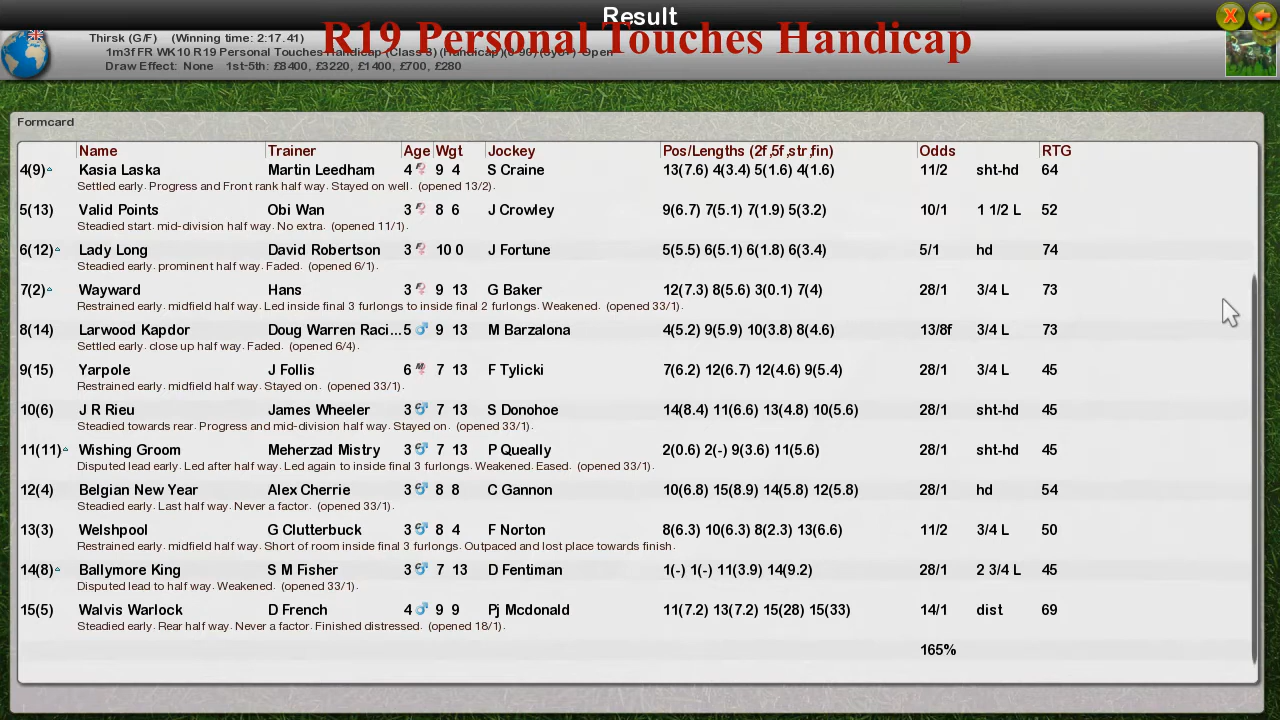 Result
R19 Personal Touches Handicap
Thirsk (G/F) (Winning time: 2:17.41)
1m3f FR WK10 R19 Personal Touches Handicap (Class 3) (Handicap)(0-90) (3yo+) Open
Draw Effect: None 1st-5th: £8400, £3220, £1400, £700, £280
Formcard
Name Trainer Age Wgt Jockey Pos/Lengths (2f,5f,str,fin) Odds RTG
4(9) Kasia Laska Martin Leedham 4 9 4 S Craine 13(7.6) 4(3.4) 5(1.6) 4(1.6) 11/2 sht-hd 64
Settled early. Progress and Front rank half way. Stayed on well. (opened 13/2).
5(13) Valid Points Obi Wan 3 8 6 J Crowley 9(6.7) 7(5.1) 7(1.9) 5(3.2) 10/1 1 1/2 L 52
Steadied start. mid-division half way. No extra. (opened 11/1).
6(12) Lady Long David Robertson 3 10 0 J Fortune 5(5.5) 6(5.1) 6(1.8) 6(3.4) 5/1 hd 74
Steadied early. prominent half way. Faded. (opened 6/1).
7(2) Wayward Hans 3 9 13 G Baker 12(7.3) 8(5.6) 3(0.1) 7(4) 28/1 3/4 L 73
Restrained early. midfield half way. Led inside final 3 furlongs to inside final 2 furlongs. Weakened. (opened 33/1).
8(14) Larwood Kapdor Doug Warren Raci... 5 9 13 M Barzalona 4(5.2) 9(5.9) 10(3.8) 8(4.6) 13/8f 3/4 L 73
Settled early. close up half way. Faded. (opened 6/4).
9(15) Yarpole J Follis 6 7 13 F Tylicki 7(6.2) 12(6.7) 12(4.6) 9(5.4) 28/1 3/4 L 45
Restrained early. midfield half way. Stayed on. (opened 33/1).
10(6) J R Rieu James Wheeler 3 7 13 S Donohoe 14(8.4) 11(6.6) 13(4.8) 10(5.6) 28/1 sht-hd 45
Steadied towards rear. Progress and mid-division half way. Stayed on. (opened 33/1).
11(11) Wishing Groom Meherzad Mistry 3 7 13 P Queally 2(0.6) 2(-) 9(3.6) 11(5.6) 28/1 sht-hd 45
Disputed lead early. Led after half way. Led again to inside final 3 furlongs. Weakened. Eased. (opened 33/1).
12(4) Belgian New Year Alex Cherrie 3 8 8 C Gannon 10(6.8) 15(8.9) 14(5.8) 12(5.8) 28/1 hd 54
Steadied early. Last half way. Never a factor. (opened 33/1).
13(3) Welshpool G Clutterbuck 3 8 4 F Norton 8(6.3) 10(6.3) 8(2.3) 13(6.6) 11/2 3/4 L 50
Restrained early. midfield half way. Short of room inside final 3 furlongs. Outpaced and lost place towards finish.
14(8) Ballymore King S M Fisher 3 7 13 D Fentiman 1(-) 1(-) 11(3.9) 14(9.2) 28/1 2 3/4 L 45
Disputed lead to half way. Weakened. (opened 33/1).
15(5) Walvis Warlock D French 4 9 9 Pj Mcdonald 11(7.2) 13(7.2) 15(28) 15(33) 14/1 dist 69
Steadied early. Rear half way. Never a factor. Finished distressed. (opened 18/1).
165%